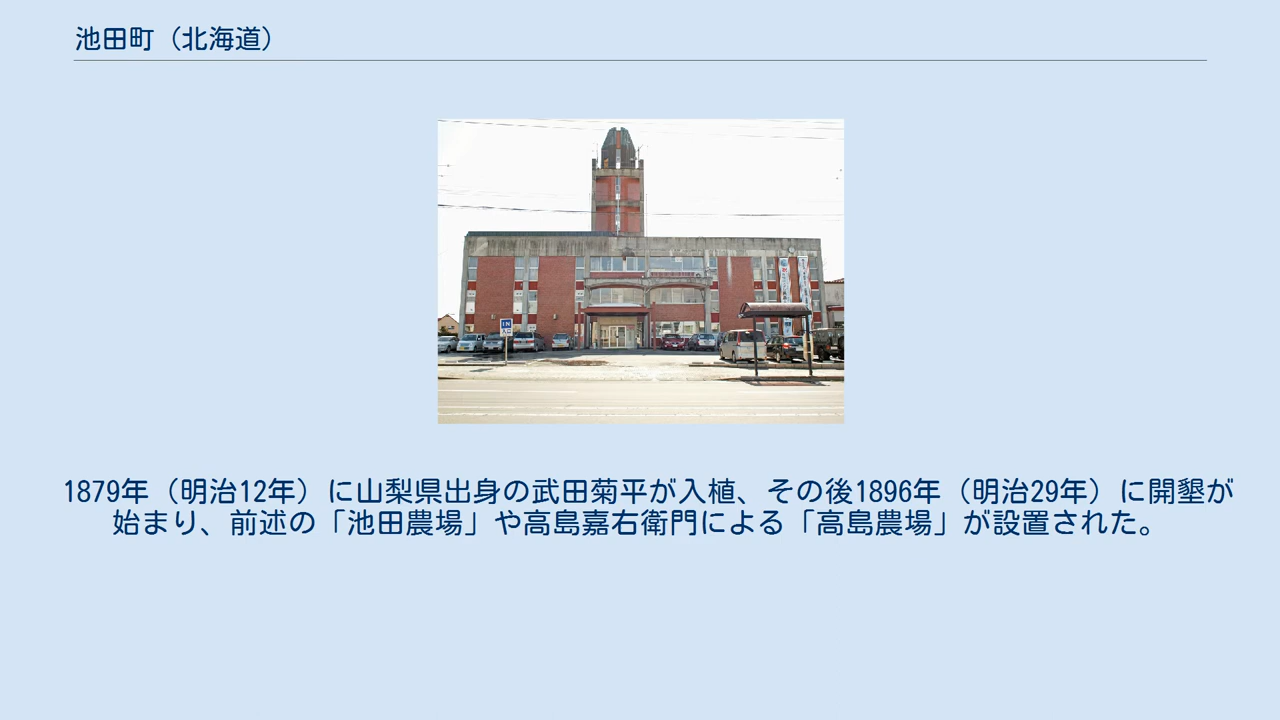 池田町（北海道）
IN
1879年（明治12年）に山梨県出身の武田菊平が入植、その後1896年（明治29年）に開墾が
始まり、前述の「池田農場」や高島嘉右衛門による「高島農場」が設置された。